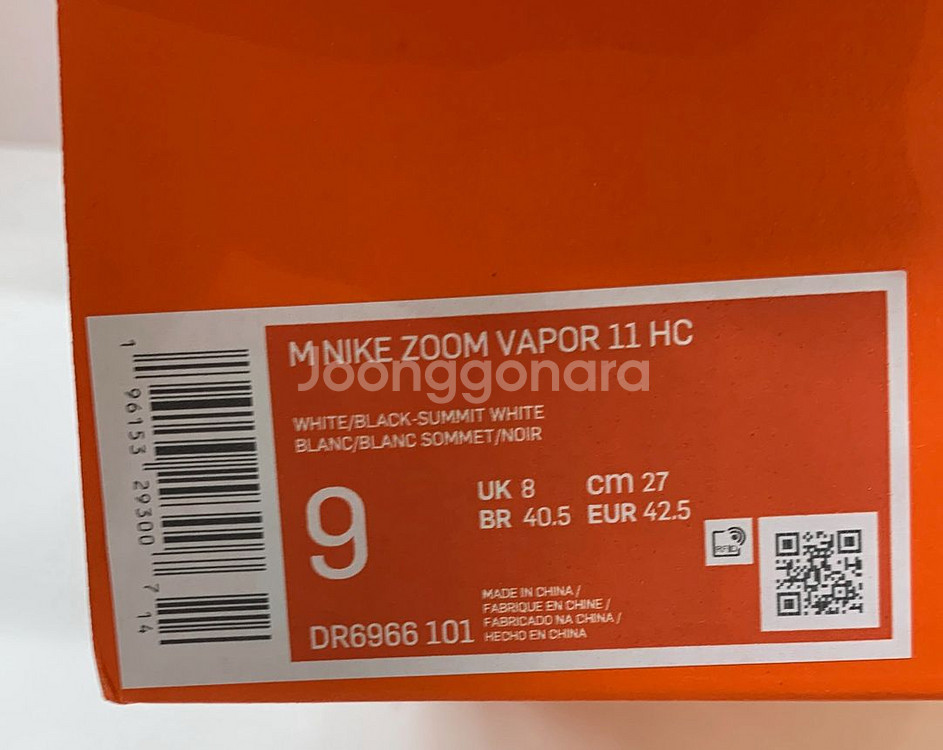 M NIKE ZOOM VAPOR 11 HC
Joonggonara
WHITE/BLACK-SUMMIT WHITE
BLANC/BLANC SOMMET/NOIR
9
UK 8 cm 27
BR 40.5 EUR 42.5
RFID
MADE IN CHINA /
FABRIQUE EN CHINE /
FABRICADO NA CHINA /
HECHO EN CHINA
DR6966 101
1 96153 29300 7 14